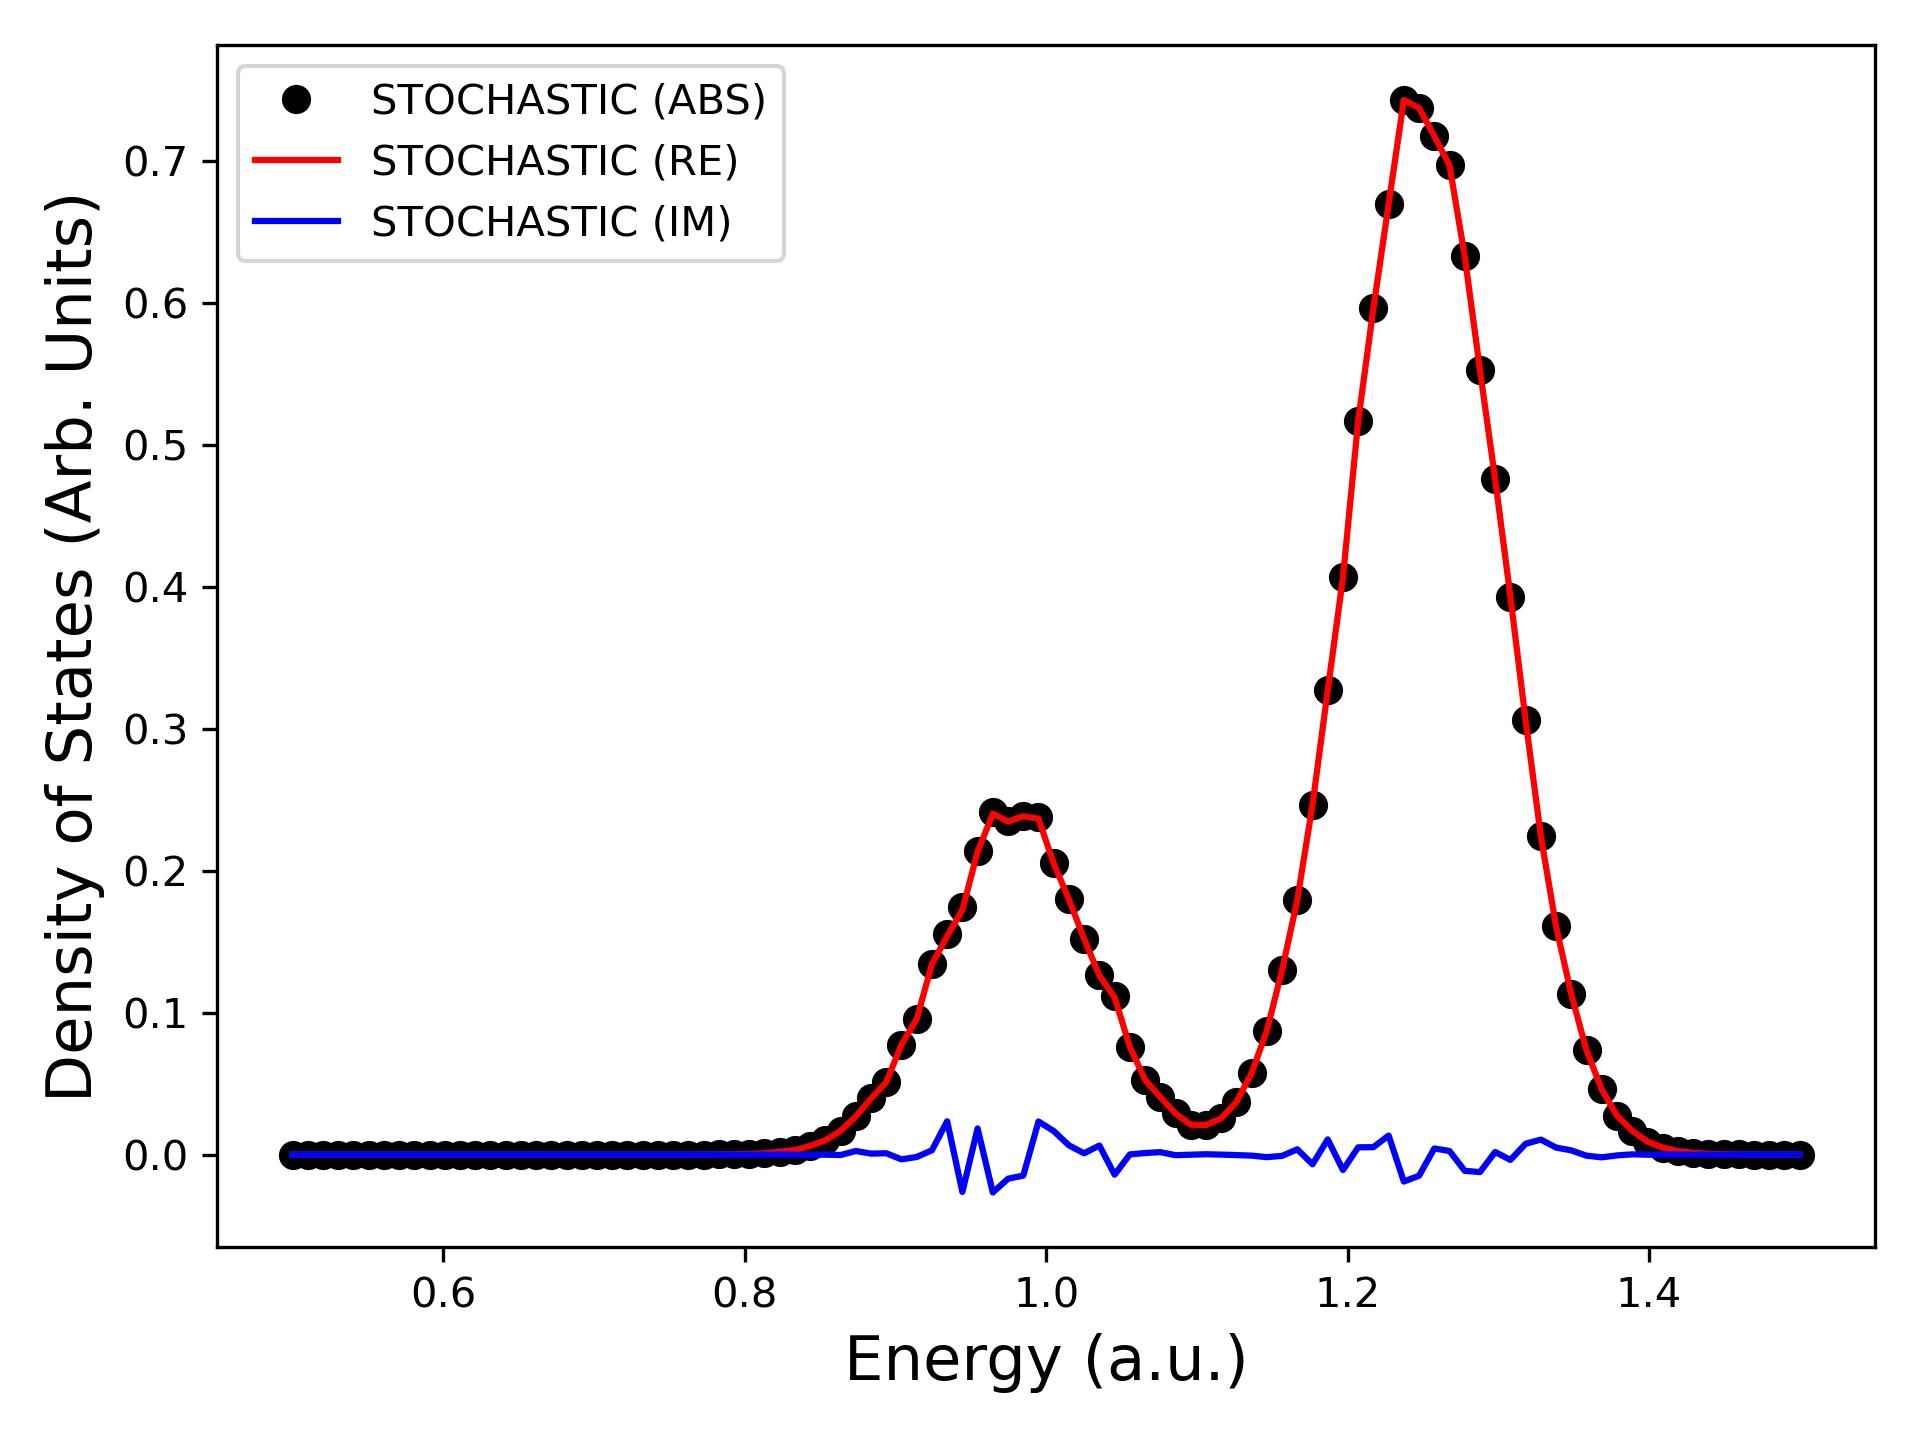 STOCHASTIC (ABS)
STOCHASTIC (RE)
STOCHASTIC (IM)
Density of States (Arb. Units)
0.7
0.6
0.5
0.4
0.3
0.2
0.1
0.0
0.6 0.8 1.0 1.2 1.4
Energy (a.u.)